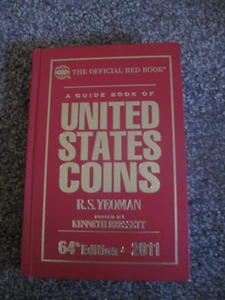 THE OFFICIAL RED BOOK®
A GUIDE BOOK OF
UNITED
STATES
COINS
R.S. YEOMAN
EDITED BY
KENNETH BRESSETT
64th Edition • 2011